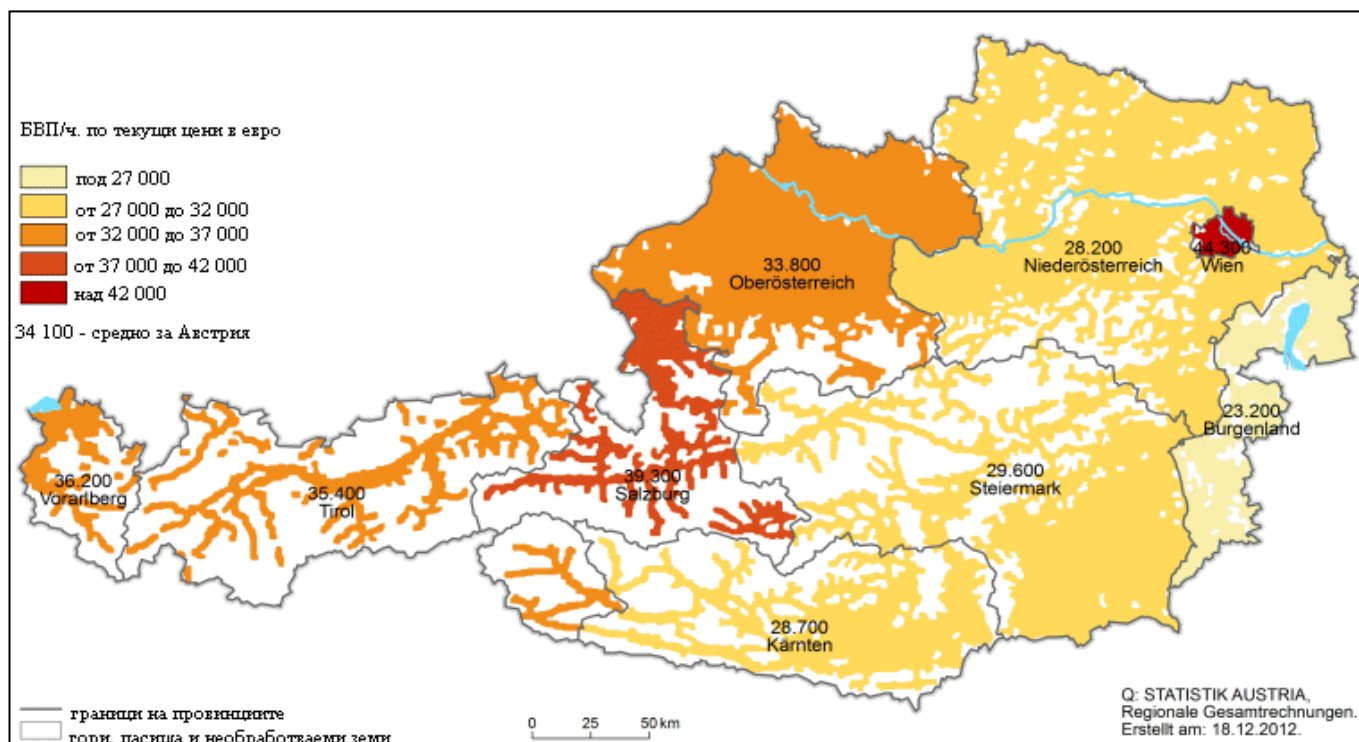 БВП/ч. по текущи цени в евро
под 27 000
от 27 000 до 32 000
от 32 000 до 37 000
от 37 000 до 42 000
над 42 000
34 100 - средно за Австрия
33.800
Oberösterreich
28.200
Niederösterreich
44.300
Wien
23.200
Burgenland
36.200
Vorarlberg
35.400
Tirol
39.300
Salzburg
29.600
Steiermark
28.700
Kärnten
граници на провинциите
гори, пасища и необработваеми земи
0 25 50 km
Q: STATISTIK AUSTRIA,
Regionale Gesamtrechnungen.
Erstellt am: 18.12.2012.